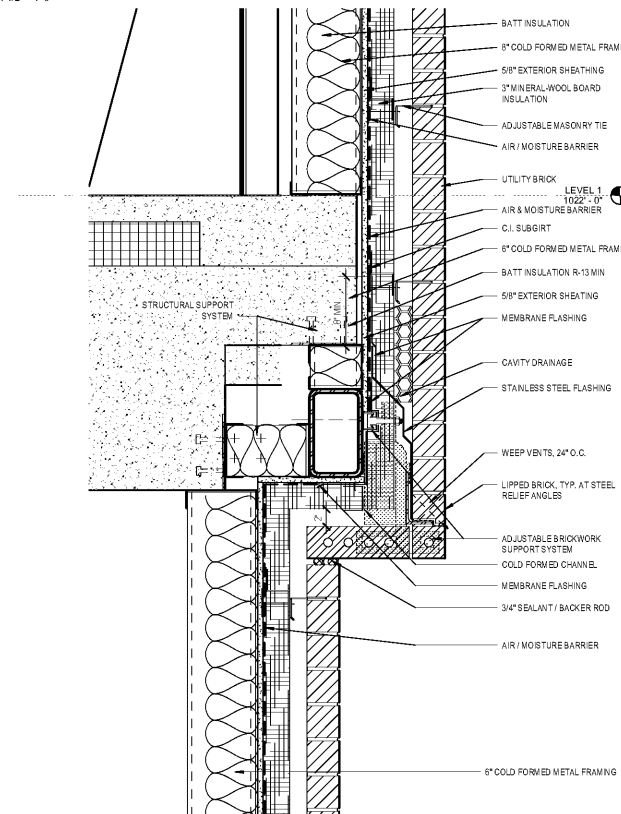 BATT INSULATION
8" COLD FORMED METAL FRAMI
5/8" EXTERIOR SHEATHING
3" MINERAL-WOOL BOARD
INSULATION
ADJUSTABLE MASONRY TIE
AIR / MOISTURE BARRIER
UTILITY BRICK
LEVEL 1
1022' - 0"
AIR & MOISTURE BARRIER
C.I. SUBGIRT
6" COLD FORMED METAL FRAMI
BATT INSULATION R-13 MIN
STRUCTURAL SUPPORT
SYSTEM
MIN
5/8" EXTERIOR SHEATING
MEMBRANE FLASHING
CAVITY DRAINAGE
STAINLESS STEEL FLASHING
WEEP VENTS, 24" O.C.
LIPPED BRICK, TYP. AT STEEL
RELIEF ANGLES
2"
ADJUSTABLE BRICKWORK
SUPPORT SYSTEM
COLD FORMED CHANNEL
MEMBRANE FLASHING
3/4" SEALANT / BACKER ROD
AIR / MOISTURE BARRIER
6" COLD FORMED METAL FRAMING